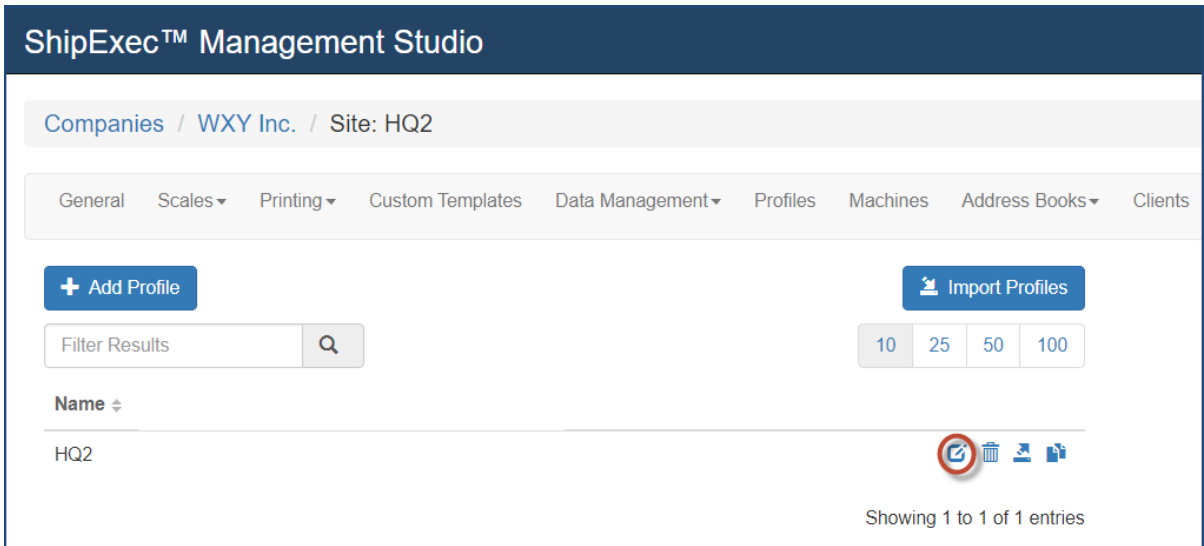 ShipExec™ Management Studio
Companies / WXY Inc. / Site: HQ2
General Scales Printing Custom Templates Data Management Profiles Machines Address Books Clients
Add Profile Import Profiles
Filter Results 10 25 50 100
Name
HQ2
Showing 1 to 1 of 1 entries